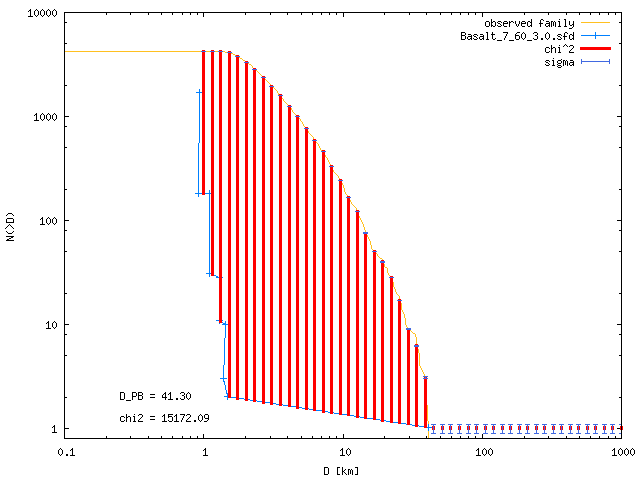 10000
1000
100
10
1
N(>D)
observed family
Basalt_7_60_3.0.sfd
chi^2
sigma
D_PB = 41.30
chi2 = 15172.09
0.1 1 10 100 1000
D [km]